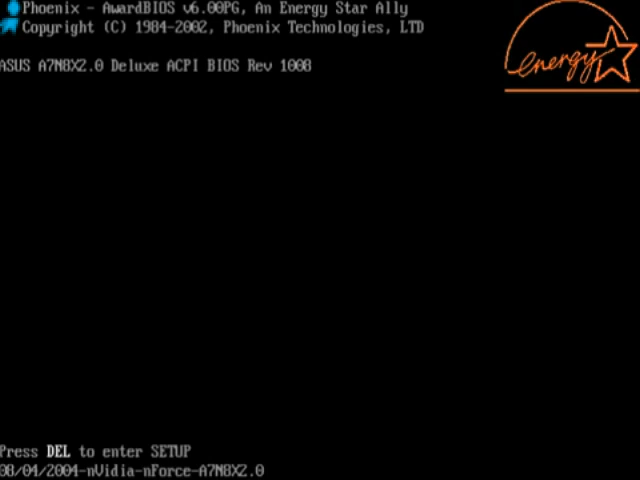 Phoenix - AwardBIOS v6.00PG, An Energy Star Ally
Copyright (C) 1984-2002, Phoenix Technologies, LTD
energy
ASUS A7N8X2.0 Deluxe ACPI BIOS Rev 1008
Press DEL to enter SETUP
08/04/2004-nVidia-nForce-A7N8X2.0